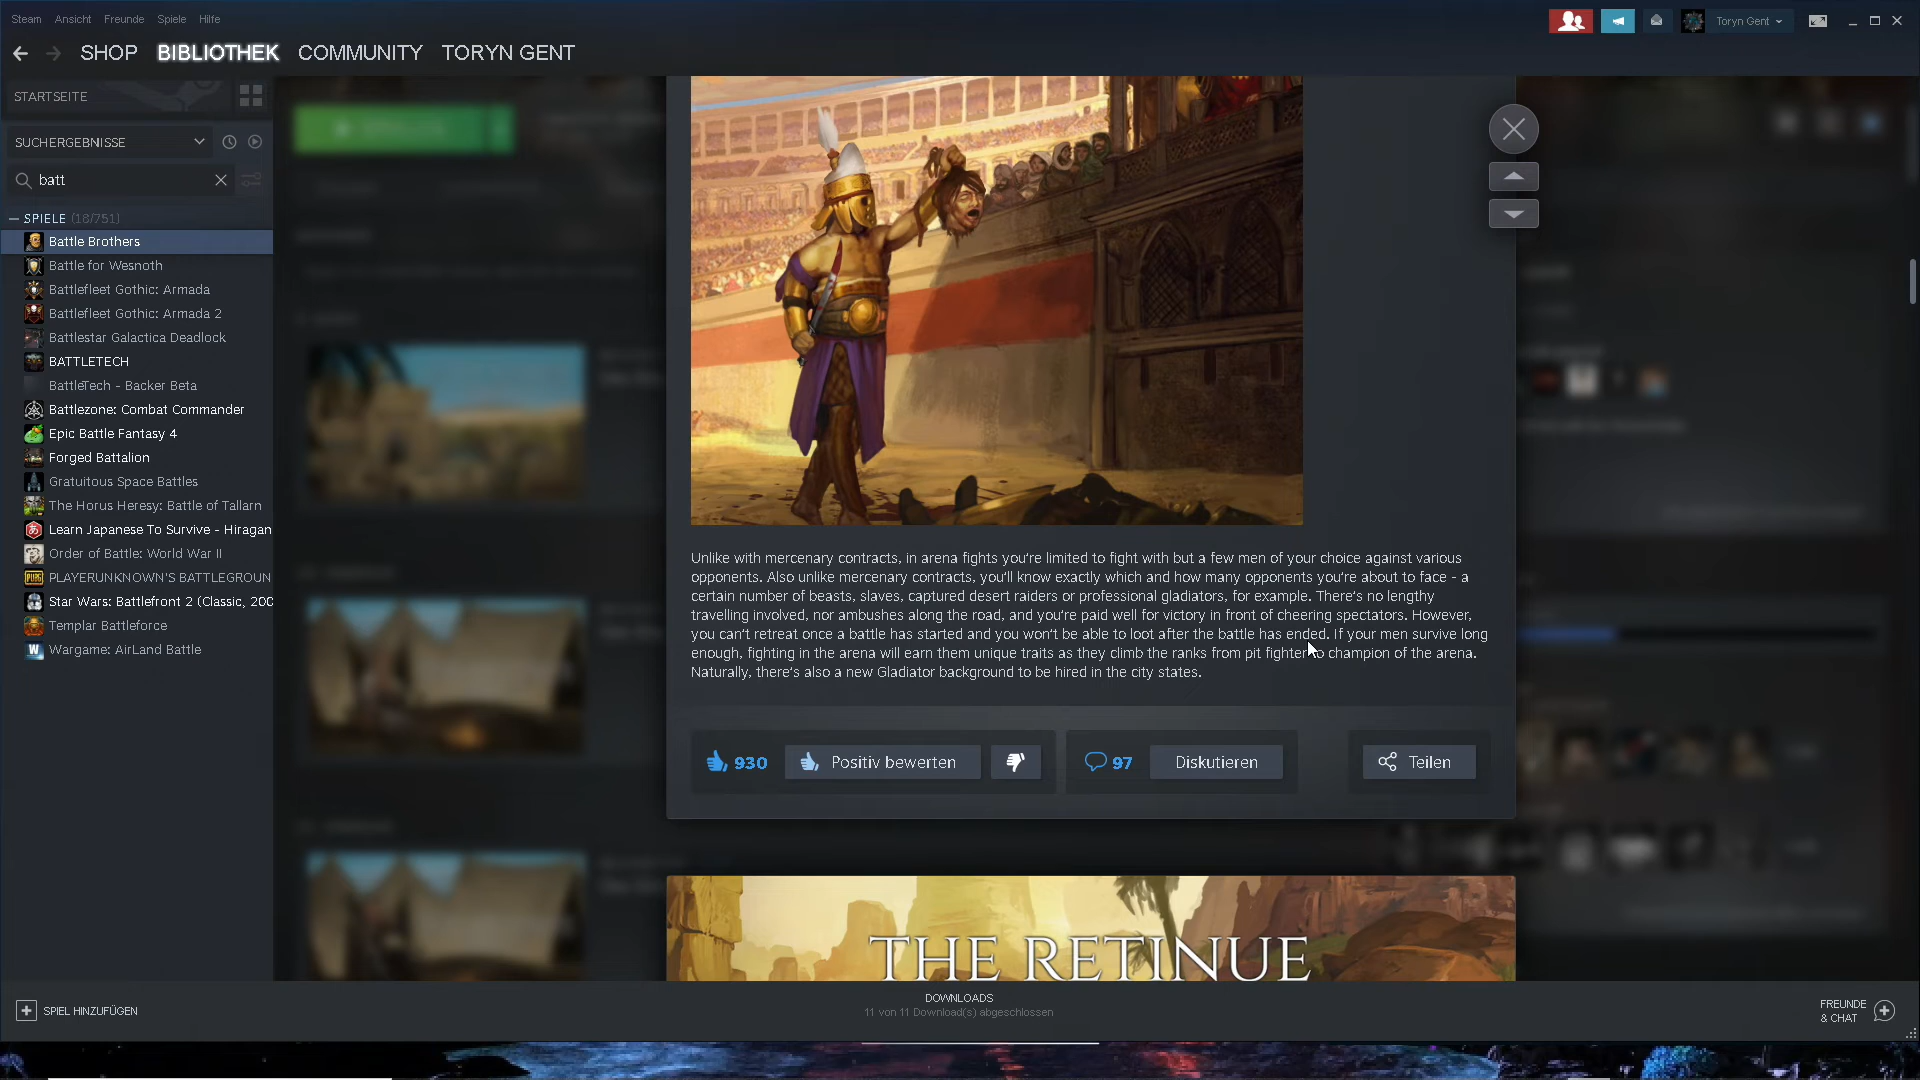 Steam Ansicht Freunde Spiele Hilfe
Toryn Gent
SHOP BIBLIOTHEK COMMUNITY TORYN GENT
STARTSEITE
SUCHERGEBNISSE
batt
SPIELE (18/751)
Battle Brothers
Battle for Wesnoth
Battlefleet Gothic: Armada
Battlefleet Gothic: Armada 2
Battlestar Galactica Deadlock
BATTLETECH
BattleTech - Backer Beta
Battlezone: Combat Commander
Epic Battle Fantasy 4
Forged Battalion
Gratuitous Space Battles
The Horus Heresy: Battle of Tallarn
Learn Japanese To Survive - Hiragan
Order of Battle: World War II
PLAYERUNKNOWN'S BATTLEGROUN
Star Wars: Battlefront 2 (Classic, 200
Templar Battleforce
Wargame: AirLand Battle
Unlike with mercenary contracts, in arena fights you're limited to fight with but a few men of your choice against various
opponents. Also unlike mercenary contracts, you'll know exactly which and how many opponents you're about to face - a
certain number of beasts, slaves, captured desert raiders or professional gladiators, for example. There's no lengthy
travelling involved, nor ambushes along the road, and you're paid well for victory in front of cheering spectators. However,
you can't retreat once a battle has started and you won't be able to loot after the battle has ended. If your men survive long
enough, fighting in the arena will earn them unique traits as they climb the ranks from pit fighter to champion of the arena.
Naturally, there's also a new Gladiator background to be hired in the city states.
930 Positiv bewerten 97 Diskutieren Teilen
THE RETINUE
SPIEL HINZUFÜGEN
DOWNLOADS
11 von 11 Download(s) abgeschlossen
FREUNDE
& CHAT